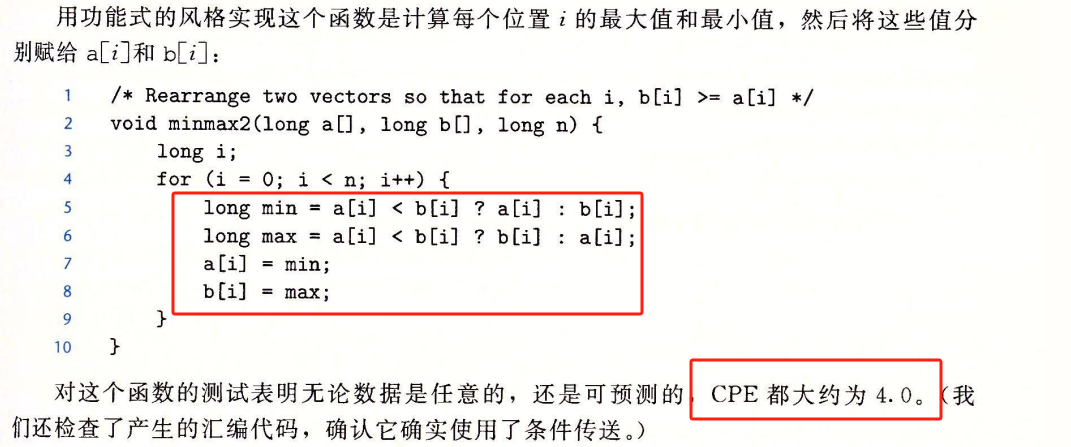 用功能式的风格实现这个函数是计算每个位置 i 的最大值和最小值，然后将这些值分
别赋给 a[i]和 b[i]：
1 /* Rearrange two vectors so that for each i, b[i] >= a[i] */
2 void minmax2(long a[], long b[], long n) {
3 long i;
4 for (i = 0; i < n; i++) {
5 long min = a[i] < b[i] ? a[i] : b[i];
6 long max = a[i] < b[i] ? b[i] : a[i];
7 a[i] = min;
8 b[i] = max;
9 }
10 }
对这个函数的测试表明无论数据是任意的，还是可预测的，CPE 都大约为 4.0。（我
们还检查了产生的汇编代码，确认它确实使用了条件传送。）